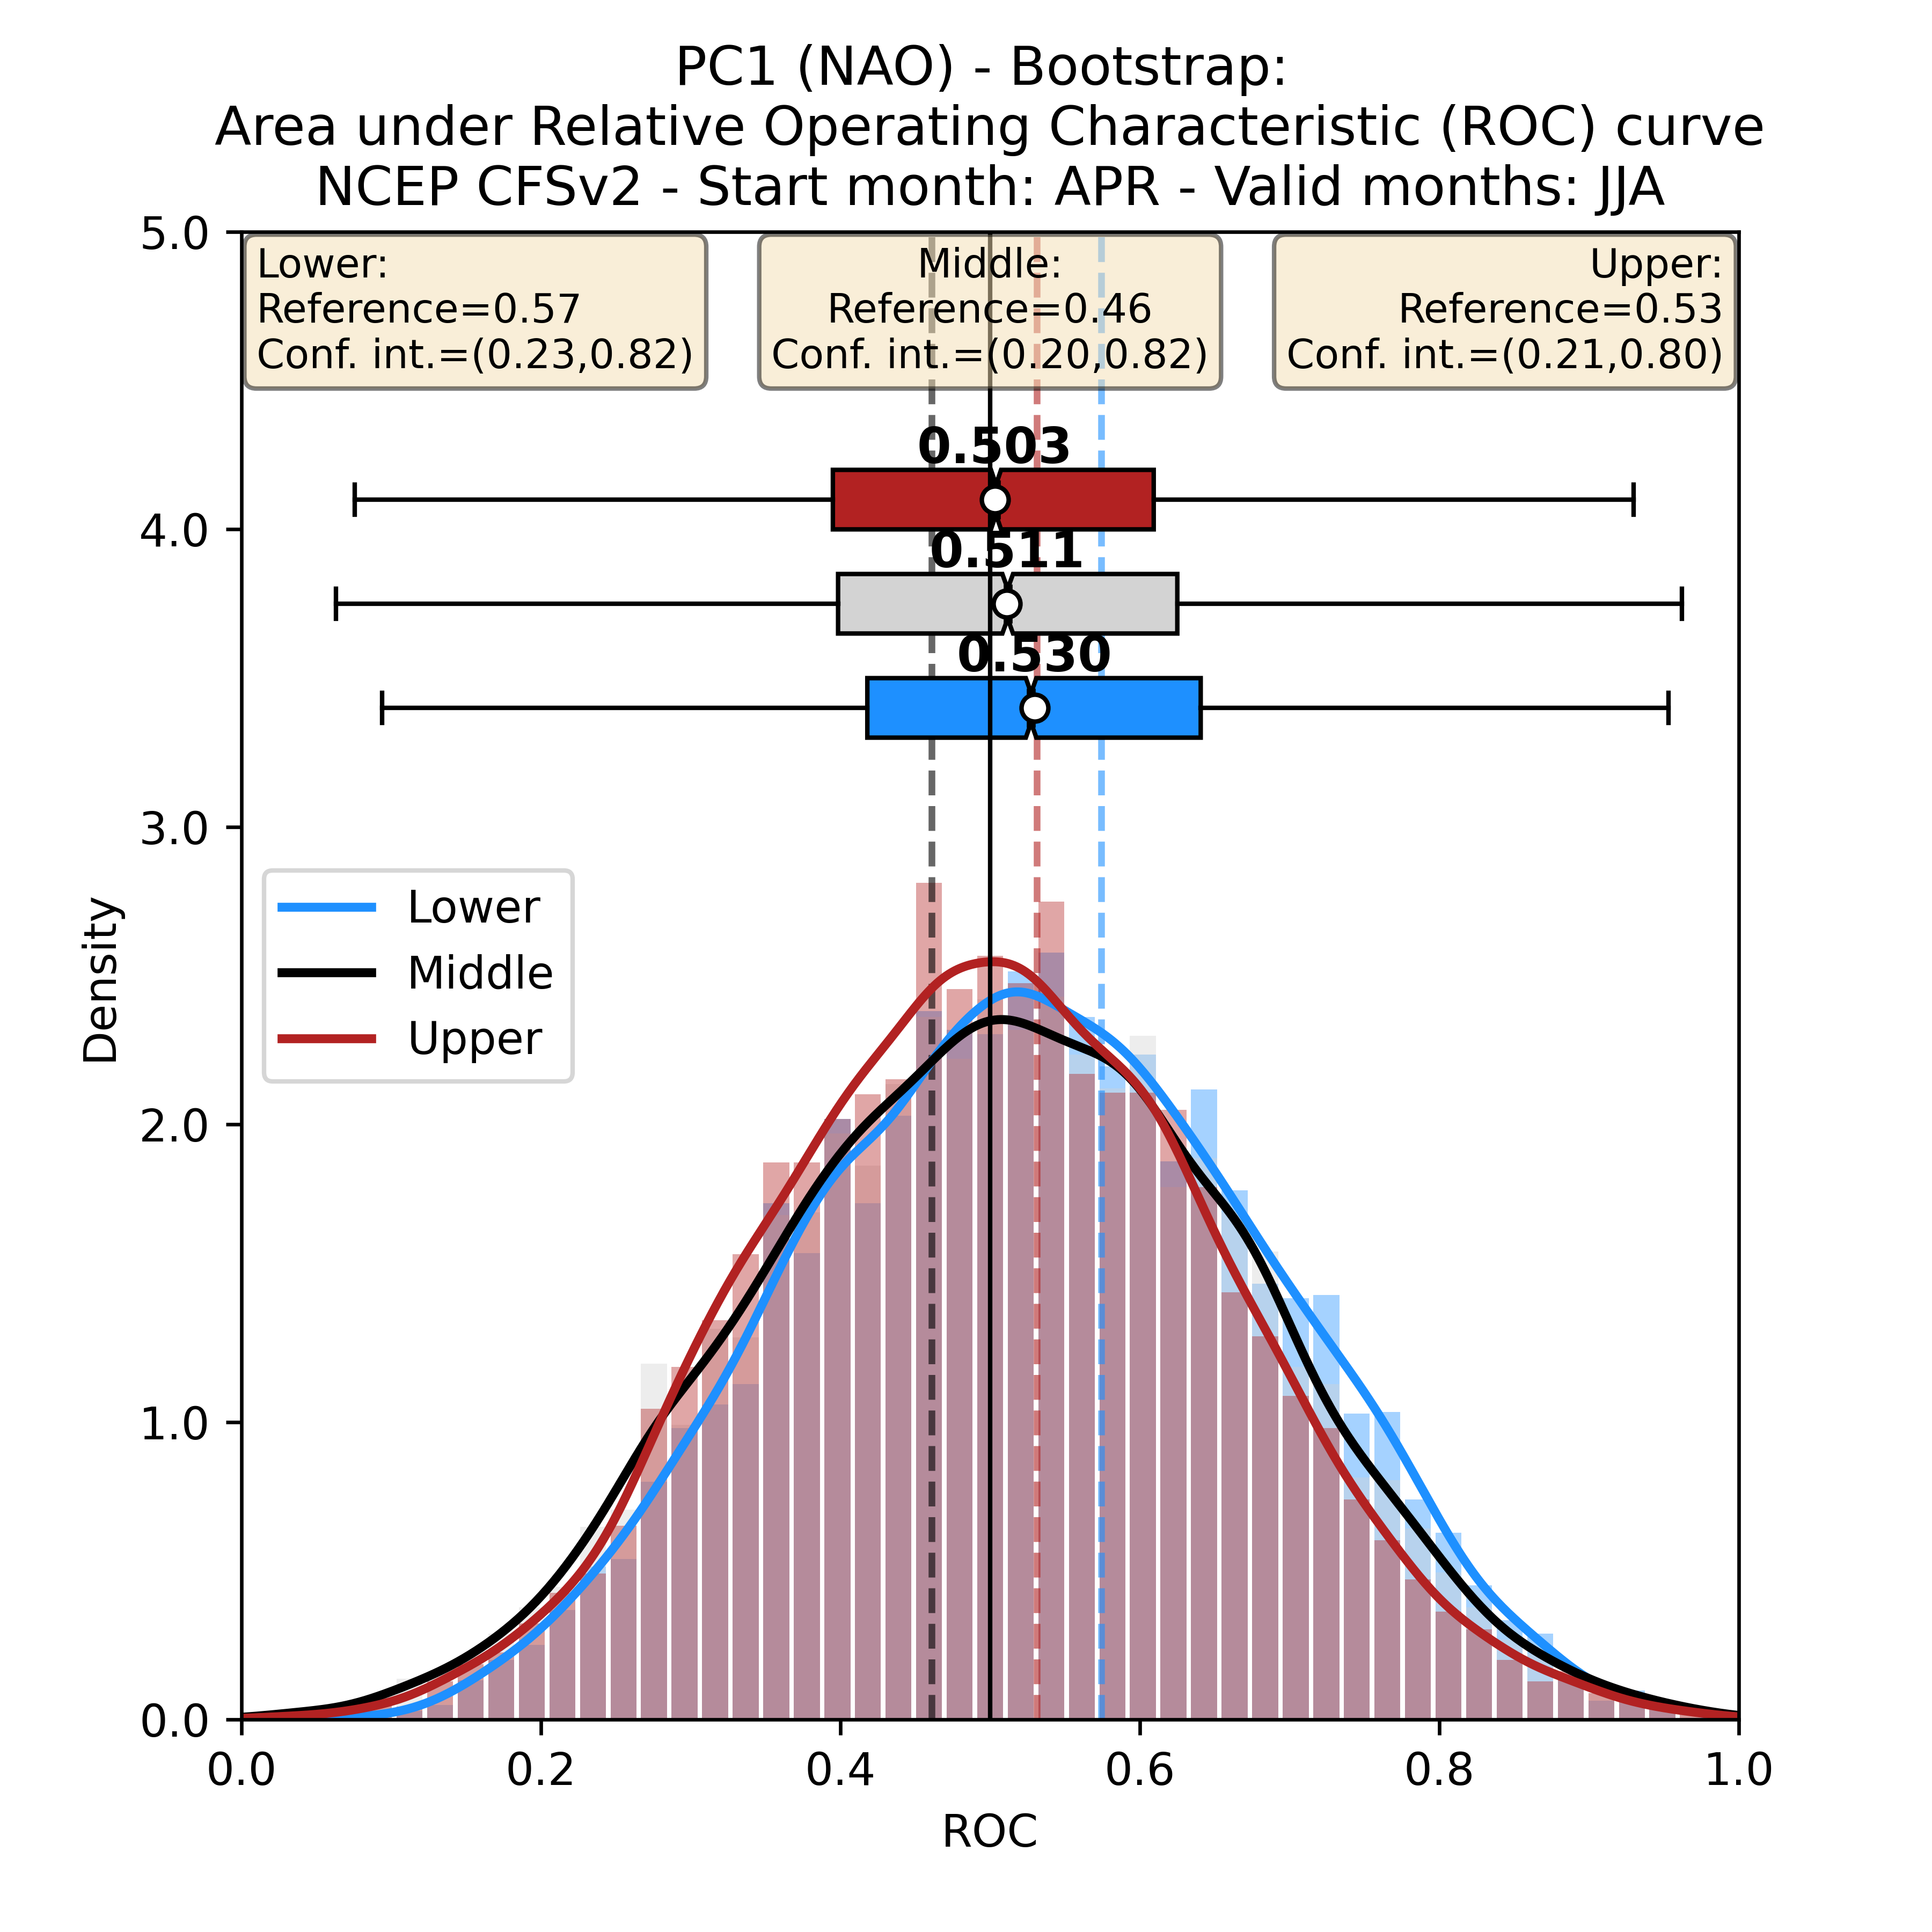 PC1 (NAO) - Bootstrap:
Area under Relative Operating Characteristic (ROC) curve
NCEP CFSv2 - Start month: APR - Valid months: JJA
Lower:
Reference=0.57
Conf. int.=(0.23,0.82)
Middle:
Reference=0.46
Conf. int.=(0.20,0.82)
Upper:
Reference=0.53
Conf. int.=(0.21,0.80)
0.503
0.511
0.530
Lower
Middle
Upper
Density
5.0
4.0
3.0
2.0
1.0
0.0
0.0 0.2 0.4 0.6 0.8 1.0
ROC